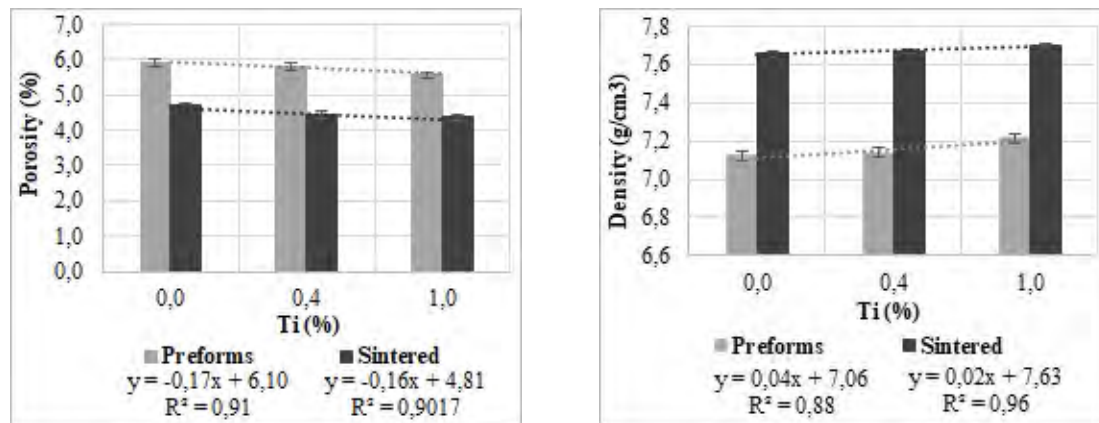 7,0
6,0
5,0
4,0
3,0
2,0
1,0
0,0
Porosity (%)
0,0 0,4 1,0
Ti (%)
Preforms Sintered
y = -0,17x + 6,10 y = -0,16x + 4,81
R² = 0,91 R² = 0,9017
7,8
7,6
7,4
7,2
7,0
6,8
6,6
Density (g/cm3)
0,0 0,4 1,0
Ti (%)
Preforms Sintered
y = 0,04x + 7,06 y = 0,02x + 7,63
R² = 0,88 R² = 0,96